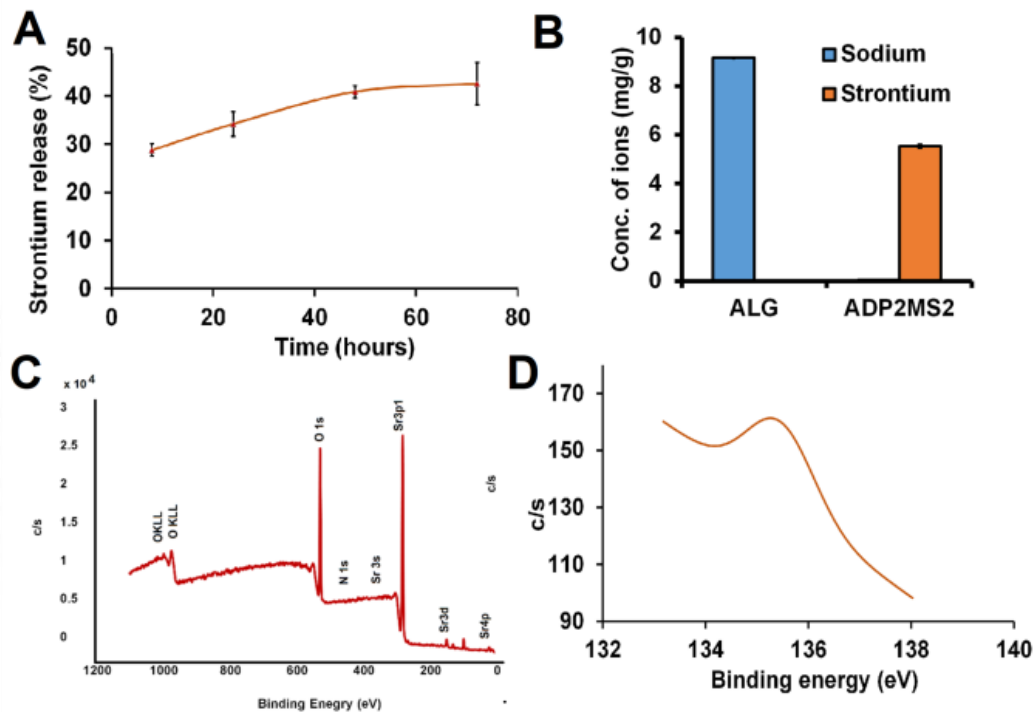 A
Strontium release (%)
50
40
30
20
10
0
0 20 40 60 80
Time (hours)
B
Conc. of ions (mg/g)
10
8
6
4
2
0
Sodium
Strontium
ALG ADP2MS2
C
x 10⁴
3
2.5
2
1.5
1
0.5
0
c/s
OKLL
O KLL
O 1s
N 1s
Sr 3s
Sr3p1
Sr3d
Sr4p
c/s
1200 1000 800 600 400 200 0
Binding Enegry (eV)
D
c/s
170
150
130
110
90
132 134 136 138 140
Binding energy (eV)